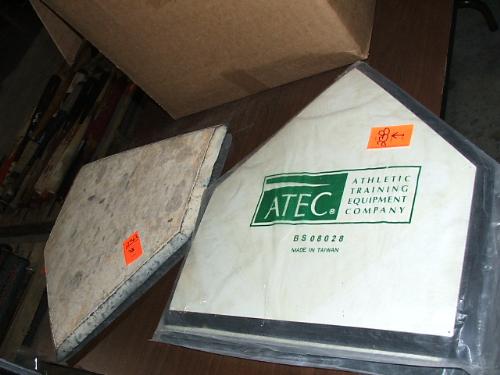 ATEC®
ATHLETIC
TRAINING
EQUIPMENT
COMPANY
BS08028
MADE IN TAIWAN